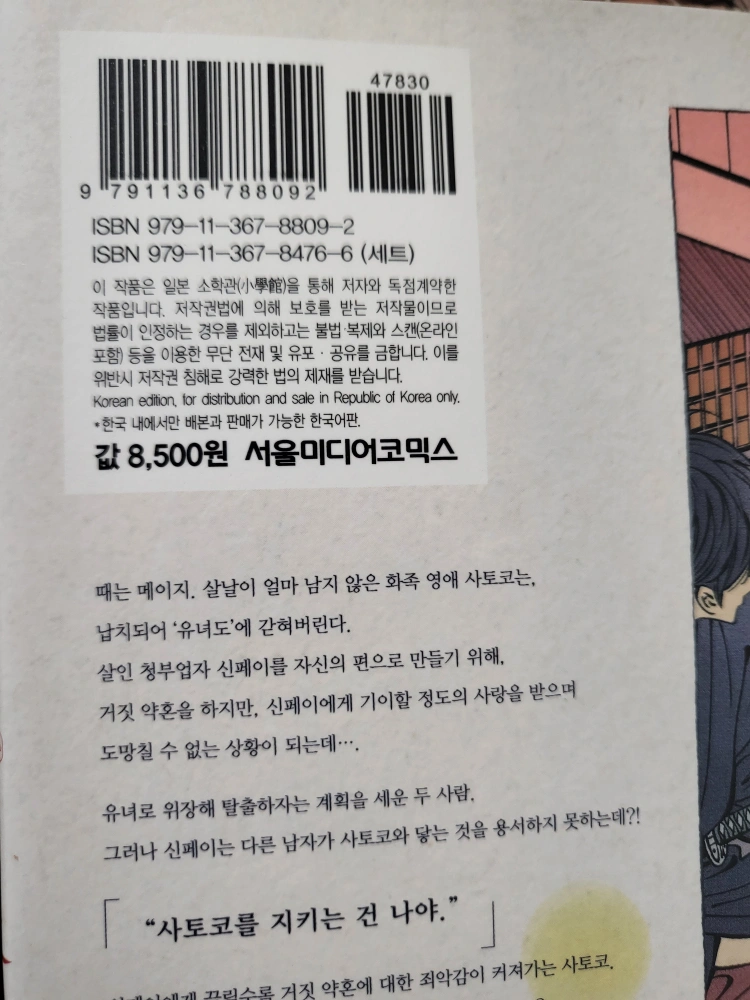 47830
9 791136 788092
ISBN 979-11-367-8809-2
ISBN 979-11-367-8476-6 (세트)
이 작품은 일본 소학관(小學館)을 통해 저자와 독점계약한
작품입니다. 저작권법에 의해 보호를 받는 저작물이므로
법률이 인정하는 경우를 제외하고는 불법·복제와 스캔(온라인
포함) 등을 이용한 무단 전재 및 유포·공유를 금합니다. 이를
위반시 저작권 침해로 강력한 법의 제재를 받습니다.
Korean edition, for distribution and sale in Republic of Korea only.
*한국 내에서만 배본과 판매가 가능한 한국어판.
값 8,500원 서울미디어코믹스
때는 메이지. 살날이 얼마 남지 않은 화족 영애 사토코는,
납치되어 ‘유녀도’에 갇혀버린다.
살인 청부업자 신페이를 자신의 편으로 만들기 위해,
거짓 약혼을 하지만, 신페이에게 기이할 정도의 사랑을 받으며
도망칠 수 없는 상황이 되는데….
유녀로 위장해 탈출하자는 계획을 세운 두 사람.
그러나 신페이는 다른 남자가 사토코와 닿는 것을 용서하지 못하는데?!
「“사토코를 지키는 건 나야.”」
끌릴수록 거짓 약혼에 대한 죄악감이 커져가는 사토코.